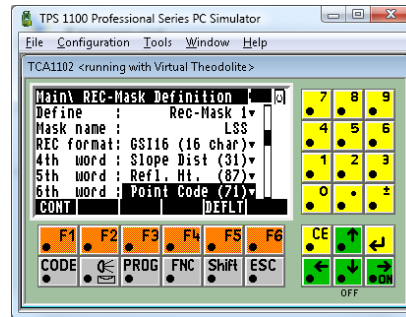 TPS 1100 Professional Series PC Simulator
File Configuration Tools Window Help
TCA1102 <running with Virtual Theodolite>
Main\ REC-Mask Definition
Define : Rec-Mask 1▾
Mask name : LSS
REC format: GSI16 (16 char)▾
4th word : Slope Dist (31)▾
5th word : Refl. Ht. (87)▾
6th word : Point Code (71)▾
CONT DEFLT
7 8 9
4 5 6
1 2 3
0 . ±
F1 F2 F3 F4 F5 F6
CE
CODE PROG FNC Shift ESC
ON
OFF